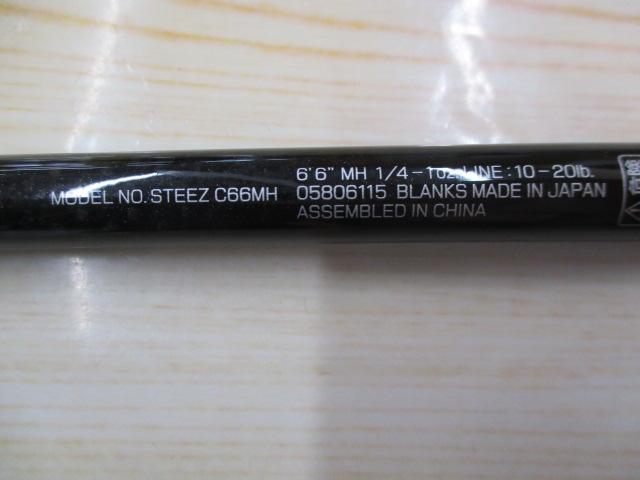 6'6" MH 1/4-1oz. LINE:10-20lb.
MODEL NO. STEEZ C66MH 05806115 BLANKS MADE IN JAPAN
ASSEMBLED IN CHINA